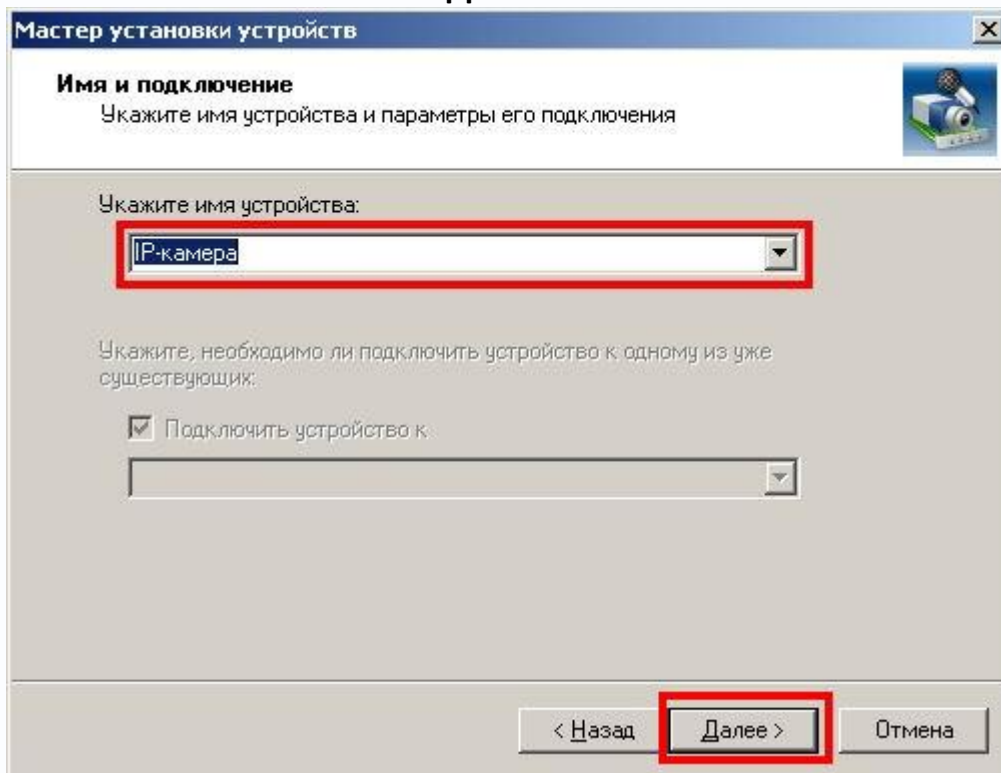 Мастер установки устройств
Имя и подключение
Укажите имя устройства и параметры его подключения
Укажите имя устройства:
IP-камера
Укажите, необходимо ли подключить устройство к одному из уже
существующих:
Подключить устройство к
< Назад
Далее >
Отмена